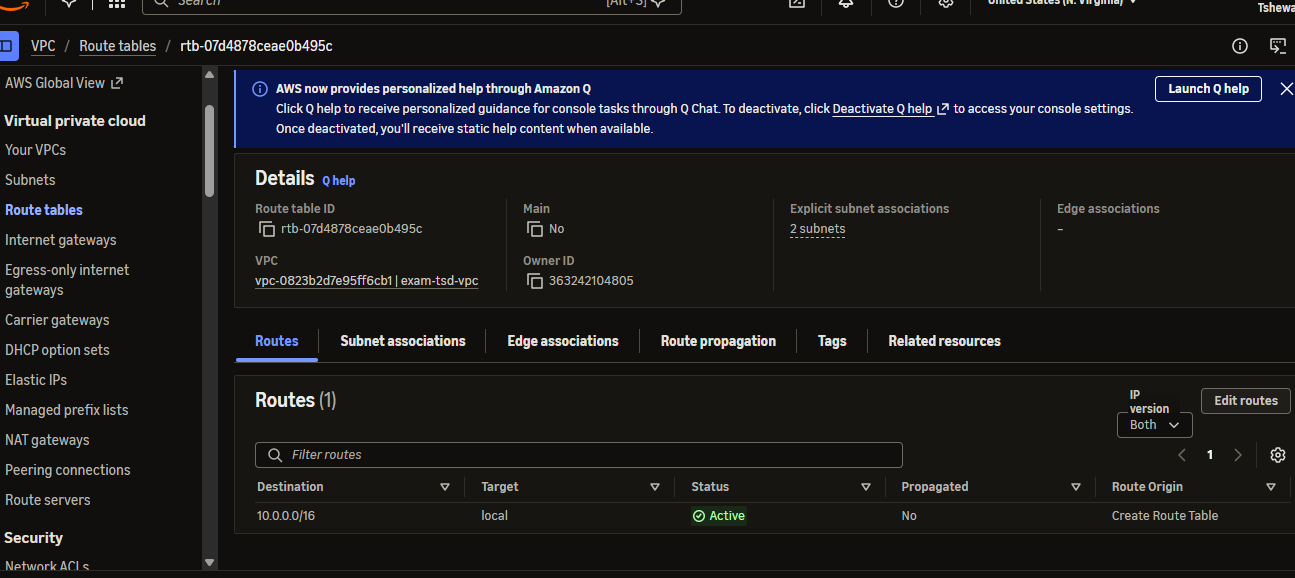 Search
[Alt+S]
United States (N. Virginia)
Tshewa
VPC / Route tables / rtb-07d4878ceae0b495c
AWS Global View
Virtual private cloud
Your VPCs
Subnets
Route tables
Internet gateways
Egress-only internet
gateways
Carrier gateways
DHCP option sets
Elastic IPs
Managed prefix lists
NAT gateways
Peering connections
Route servers
Security
Network ACLs
AWS now provides personalized help through Amazon Q
Click Q help to receive personalized guidance for console tasks through Q Chat. To deactivate, click Deactivate Q help to access your console settings.
Once deactivated, you'll receive static help content when available.
Launch Q help
Details Q help
Route table ID
rtb-07d4878ceae0b495c
Main
No
Explicit subnet associations
2 subnets
Edge associations
–
VPC
vpc-0823b2d7e95ff6cb1 | exam-tsd-vpc
Owner ID
363242104805
Routes
Subnet associations
Edge associations
Route propagation
Tags
Related resources
Routes (1)
IP
version
Both
Edit routes
Filter routes
1
Destination Target Status Propagated Route Origin
10.0.0.0/16 local Active No Create Route Table